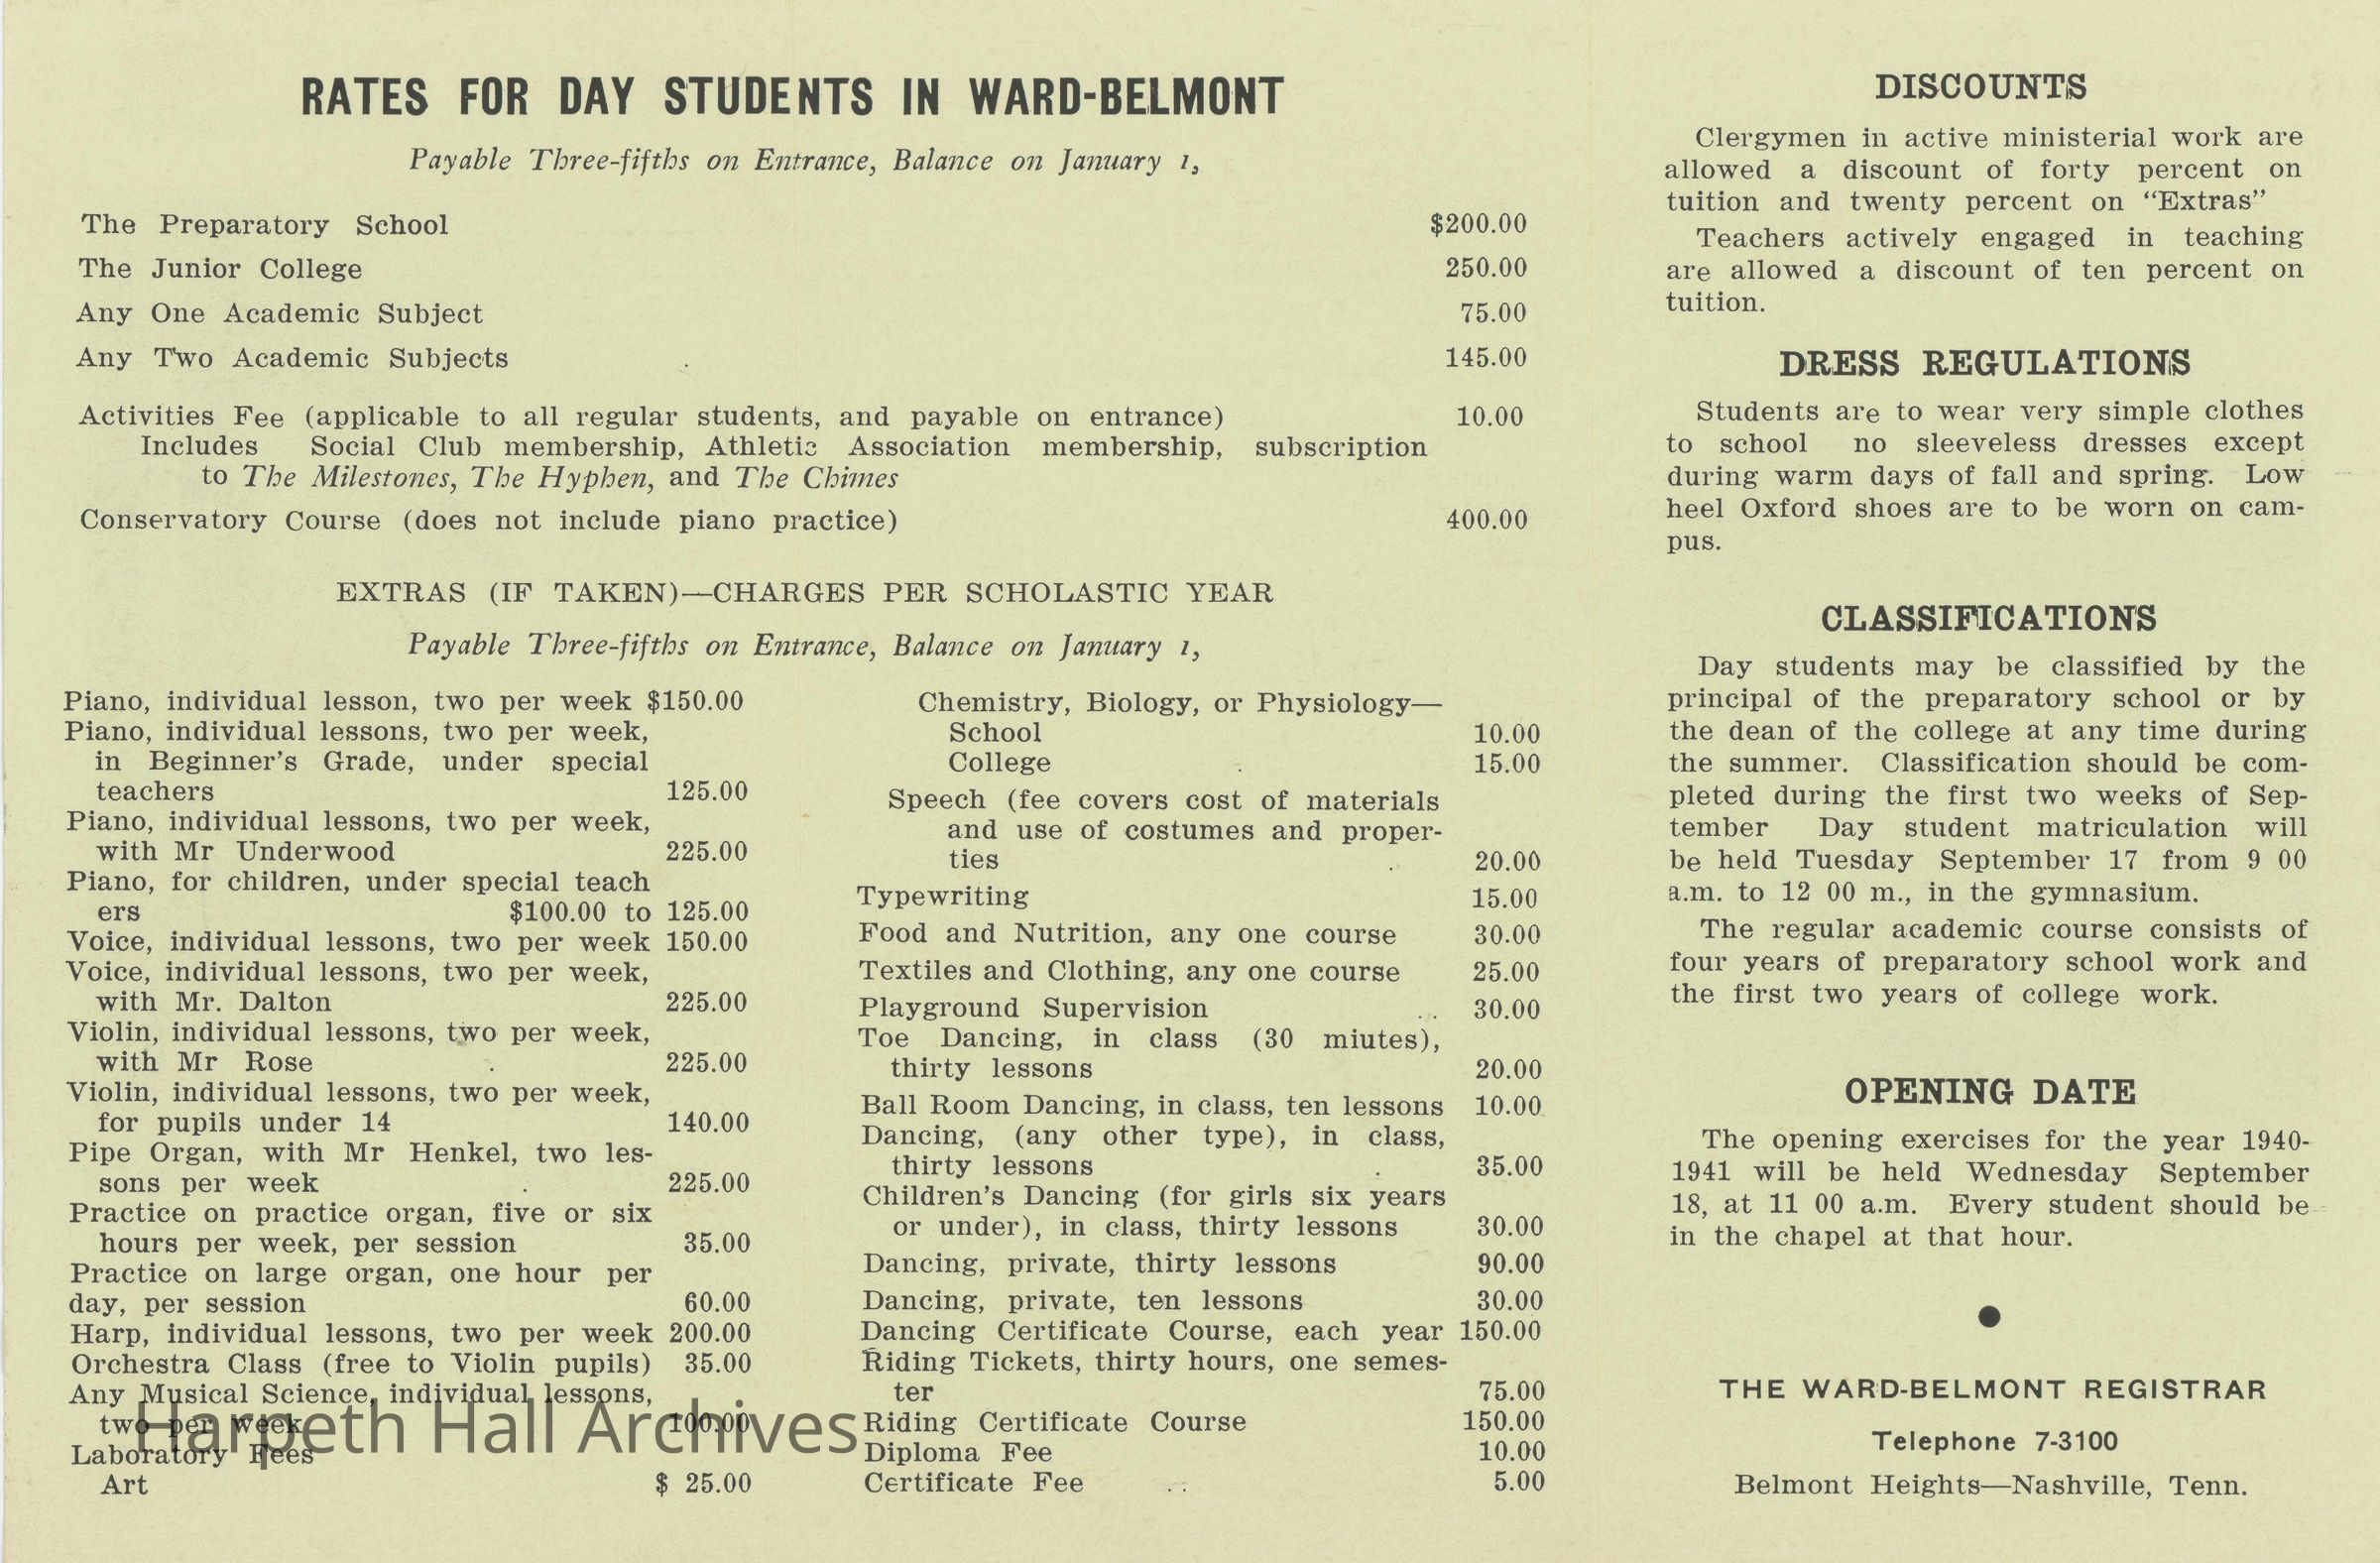 RATES FOR DAY STUDENTS IN WARD-BELMONT
Payable Three-fifths on Entrance, Balance on January 1,
The Preparatory School $200.00
The Junior College 250.00
Any One Academic Subject 75.00
Any Two Academic Subjects 145.00
Activities Fee (applicable to all regular students, and payable on entrance) 10.00
Includes Social Club membership, Athletic Association membership, subscription
to The Milestones, The Hyphen, and The Chimes
Conservatory Course (does not include piano practice) 400.00
EXTRAS (IF TAKEN)—CHARGES PER SCHOLASTIC YEAR
Payable Three-fifths on Entrance, Balance on January 1,
Piano, individual lesson, two per week $150.00
Piano, individual lessons, two per week,
in Beginner's Grade, under special
teachers 125.00
Piano, individual lessons, two per week,
with Mr Underwood 225.00
Piano, for children, under special teach
ers $100.00 to 125.00
Voice, individual lessons, two per week 150.00
Voice, individual lessons, two per week,
with Mr. Dalton 225.00
Violin, individual lessons, two per week,
with Mr Rose 225.00
Violin, individual lessons, two per week,
for pupils under 14 140.00
Pipe Organ, with Mr Henkel, two les-
sons per week 225.00
Practice on practice organ, five or six
hours per week, per session 35.00
Practice on large organ, one hour per
day, per session 60.00
Harp, individual lessons, two per week 200.00
Orchestra Class (free to Violin pupils) 35.00
Any Musical Science, individual lessons,
two per week 100.00
Laboratory Fees
Art $ 25.00
Chemistry, Biology, or Physiology—
School 10.00
College 15.00
Speech (fee covers cost of materials
and use of costumes and proper-
ties 20.00
Typewriting 15.00
Food and Nutrition, any one course 30.00
Textiles and Clothing, any one course 25.00
Playground Supervision 30.00
Toe Dancing, in class (30 miutes),
thirty lessons 20.00
Ball Room Dancing, in class, ten lessons 10.00
Dancing, (any other type), in class,
thirty lessons 35.00
Children's Dancing (for girls six years
or under), in class, thirty lessons 30.00
Dancing, private, thirty lessons 90.00
Dancing, private, ten lessons 30.00
Dancing Certificate Course, each year 150.00
Riding Tickets, thirty hours, one semes-
ter 75.00
Riding Certificate Course 150.00
Diploma Fee 10.00
Certificate Fee 5.00
DISCOUNTS
Clergymen in active ministerial work are
allowed a discount of forty percent on
tuition and twenty percent on "Extras"
Teachers actively engaged in teaching
are allowed a discount of ten percent on
tuition.
DRESS REGULATIONS
Students are to wear very simple clothes
to school no sleeveless dresses except
during warm days of fall and spring. Low
heel Oxford shoes are to be worn on cam-
pus.
CLASSIFICATIONS
Day students may be classified by the
principal of the preparatory school or by
the dean of the college at any time during
the summer. Classification should be com-
pleted during the first two weeks of Sep-
tember Day student matriculation will
be held Tuesday September 17 from 9 00
a.m. to 12 00 m., in the gymnasium.
The regular academic course consists of
four years of preparatory school work and
the first two years of college work.
OPENING DATE
The opening exercises for the year 1940-
1941 will be held Wednesday September
18, at 11 00 a.m. Every student should be
in the chapel at that hour.
THE WARD-BELMONT REGISTRAR
Telephone 7-3100
Belmont Heights—Nashville, Tenn.
Harpeth Hall Archives